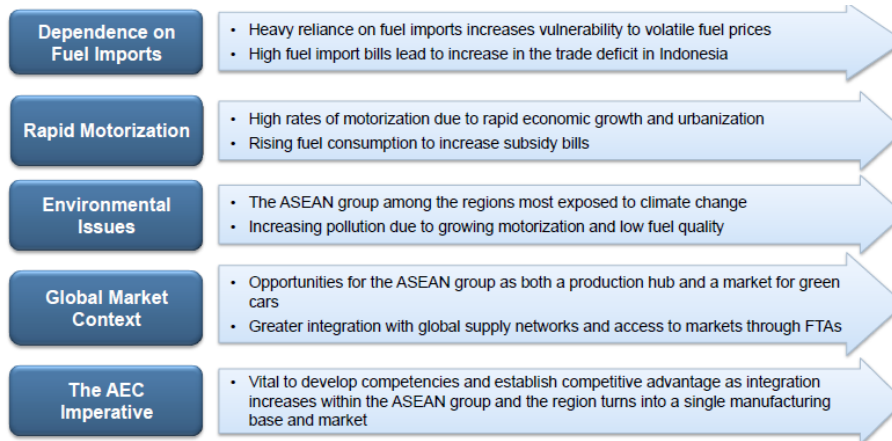 Dependence on
Fuel Imports
• Heavy reliance on fuel imports increases vulnerability to volatile fuel prices
• High fuel import bills lead to increase in the trade deficit in Indonesia
Rapid Motorization
• High rates of motorization due to rapid economic growth and urbanization
• Rising fuel consumption to increase subsidy bills
Environmental
Issues
• The ASEAN group among the regions most exposed to climate change
• Increasing pollution due to growing motorization and low fuel quality
Global Market
Context
• Opportunities for the ASEAN group as both a production hub and a market for green
cars
• Greater integration with global supply networks and access to markets through FTAs
The AEC
Imperative
• Vital to develop competencies and establish competitive advantage as integration
increases within the ASEAN group and the region turns into a single manufacturing
base and market